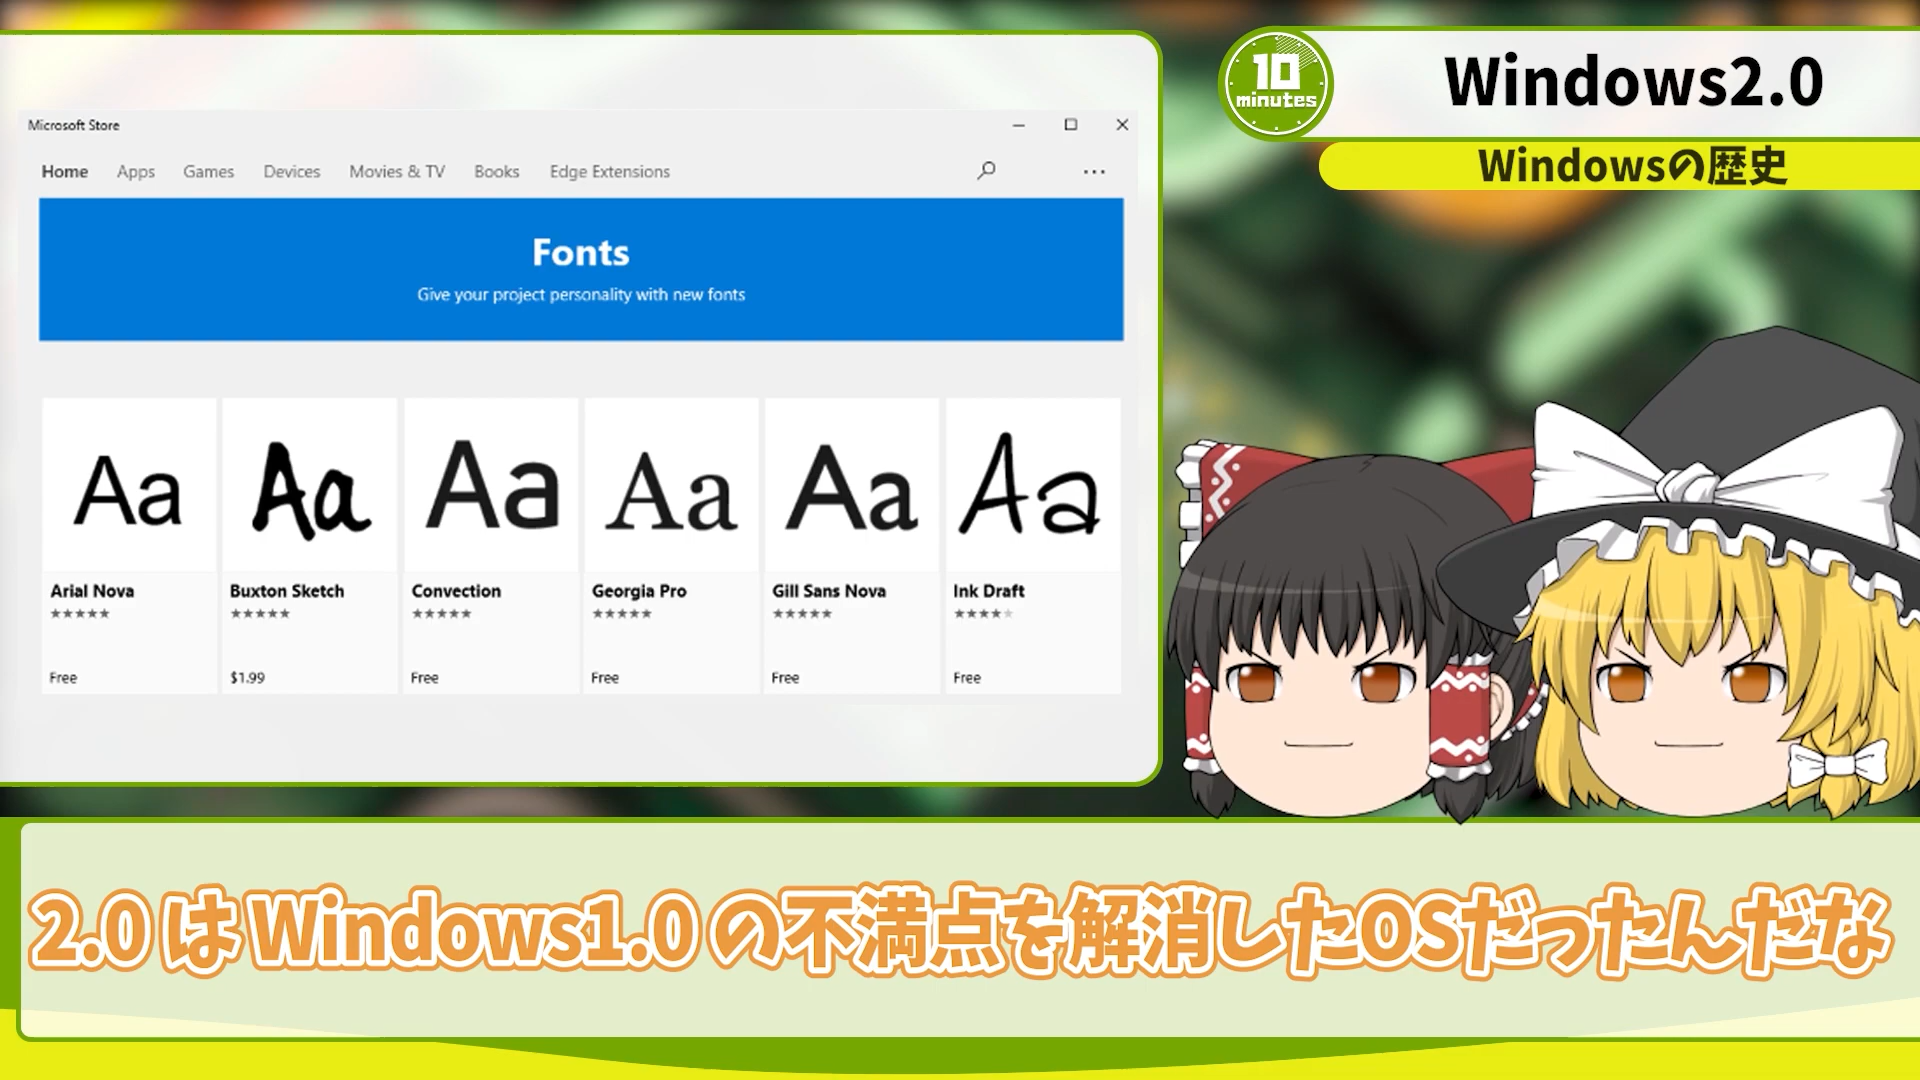 Microsoft Store
Home Apps Games Devices Movies & TV Books Edge Extensions
Fonts
Give your project personality with new fonts
Aa Aa Aa Aa Aa Aa
Arial Nova Buxton Sketch Convection Georgia Pro Gill Sans Nova Ink Draft
Free $1.99 Free Free Free Free
10
minutes
Windows2.0
Windowsの歴史
2.0はWindows1.0の不満点を解消したOSだったんだな